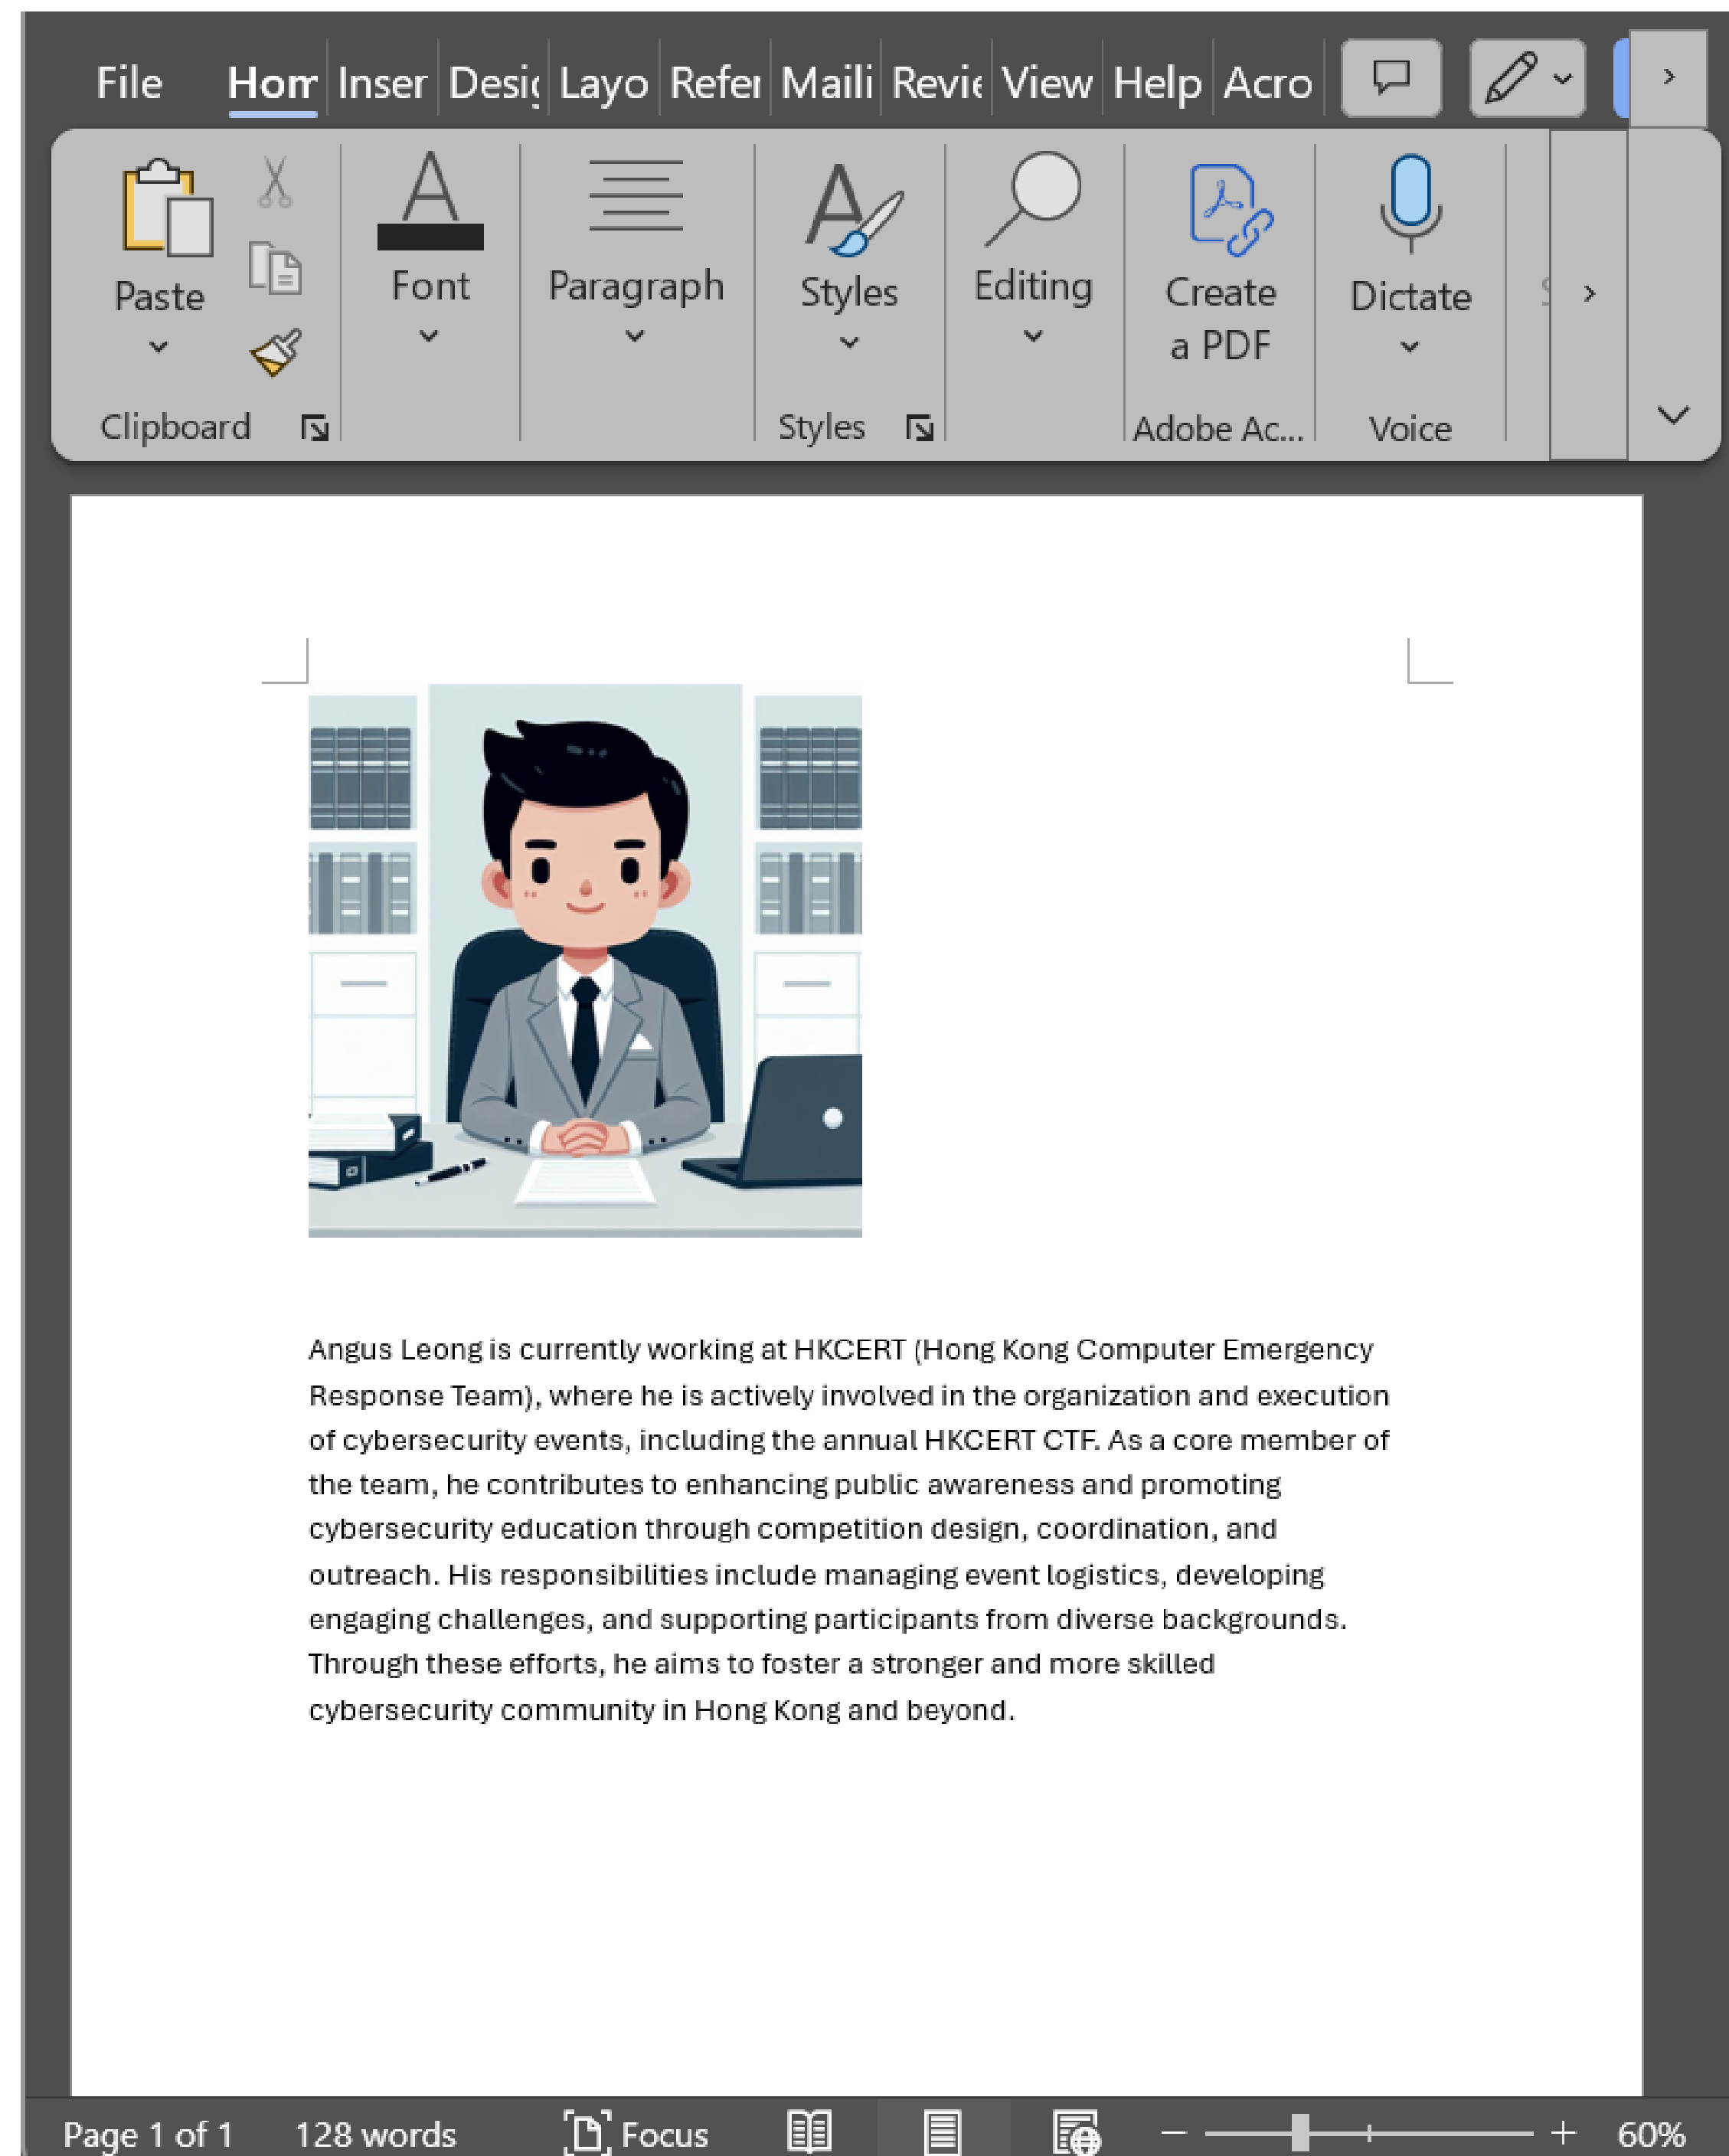 File Hom Inser Desig Layo Refer Maili Revie View Help Acro
Paste
Font
Paragraph
Styles
Editing
Create
a PDF
Dictate
Clipboard
Styles
Adobe Ac...
Voice
Angus Leong is currently working at HKCERT (Hong Kong Computer Emergency
Response Team), where he is actively involved in the organization and execution
of cybersecurity events, including the annual HKCERT CTF. As a core member of
the team, he contributes to enhancing public awareness and promoting
cybersecurity education through competition design, coordination, and
outreach. His responsibilities include managing event logistics, developing
engaging challenges, and supporting participants from diverse backgrounds.
Through these efforts, he aims to foster a stronger and more skilled
cybersecurity community in Hong Kong and beyond.
Page 1 of 1 128 words Focus 60%